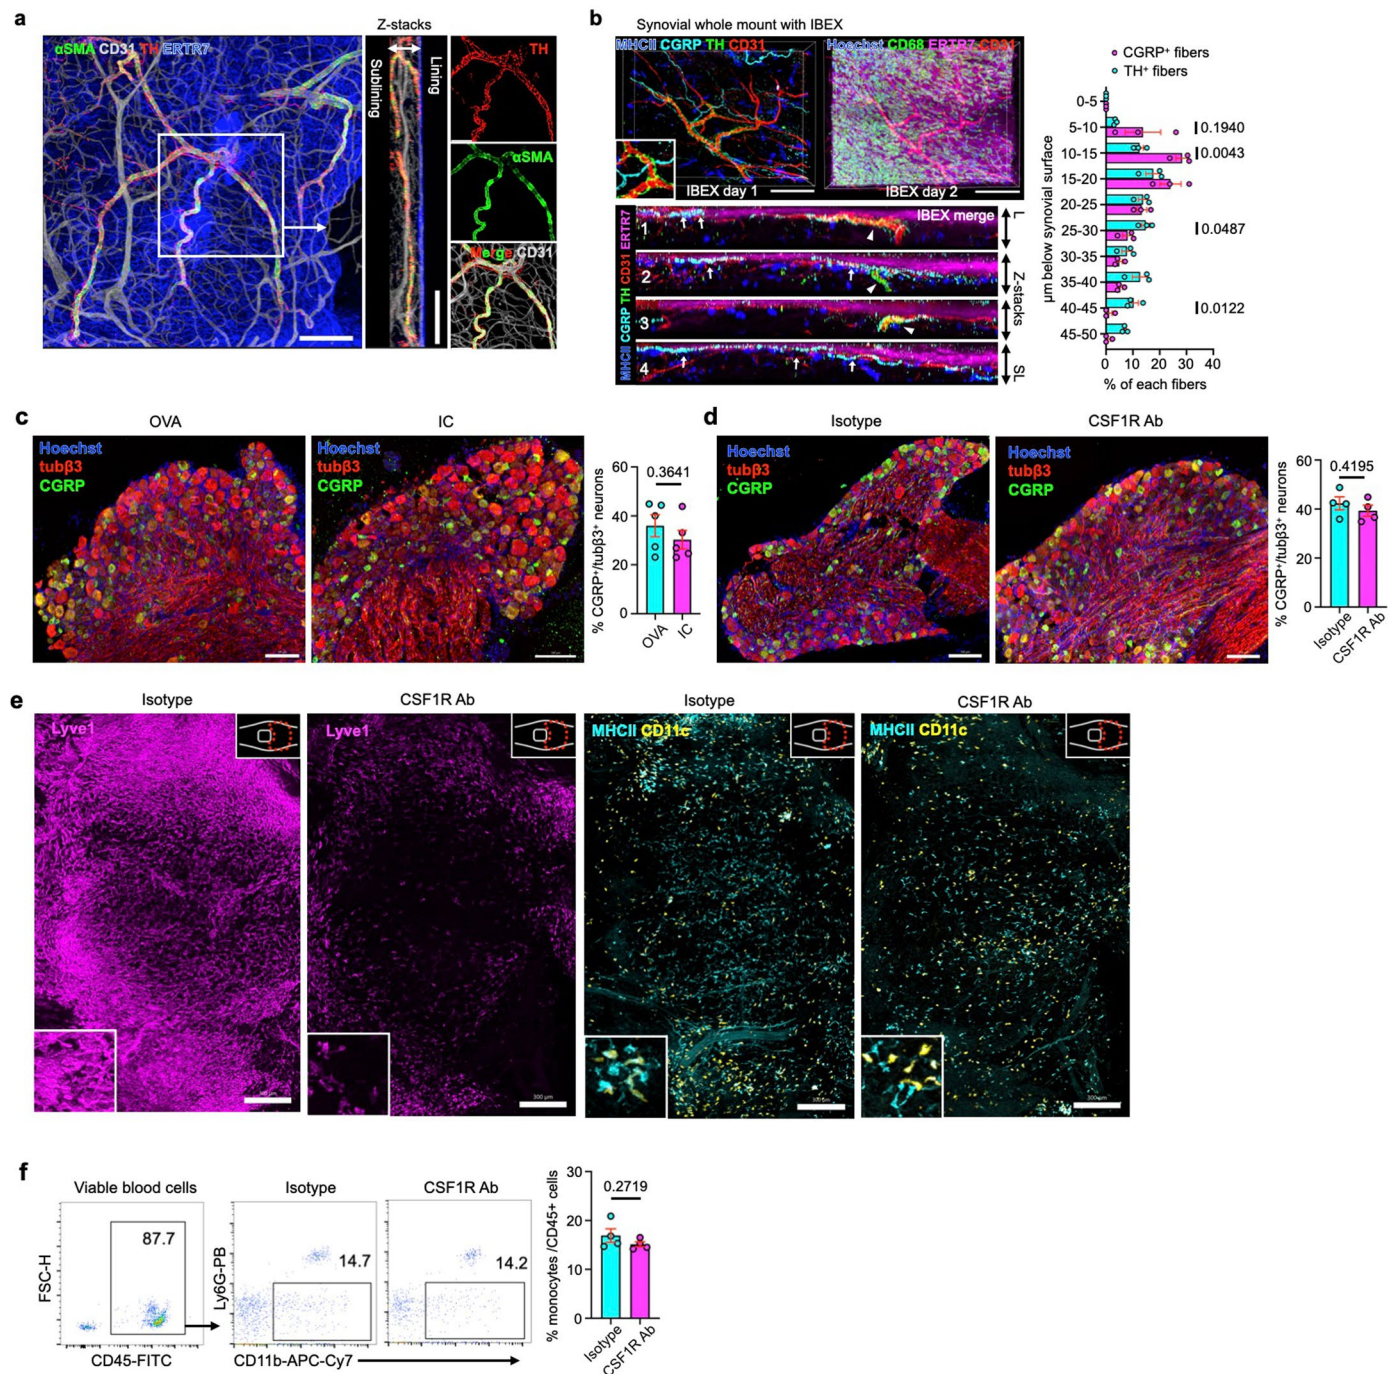 a
Z-stacks
αSMA CD31 TH ERTR7
Sublining
Lining
TH
αSMA
Merge CD31
b
Synovial whole mount with IBEX
MHCII CGRP TH CD31
Hoechst CD68 ERTR7 CD31
IBEX day 1
IBEX day 2
MHCII CGRP TH CD31 ERTR7
IBEX merge
1
2
3
4
L
Z-stacks
SL
CGRP+ fibers
TH+ fibers
µm below synovial surface
0-5
5-10
0.1940
10-15
0.0043
15-20
20-25
25-30
0.0487
30-35
35-40
40-45
0.0122
45-50
0 10 20 30 40
% of each fibers
c
OVA
IC
Hoechst
tubβ3
CGRP
Hoechst
tubβ3
CGRP
% CGRP+/tubβ3+ neurons
60
40
20
0
0.3641
OVA
IC
d
Isotype
CSF1R Ab
Hoechst
tubβ3
CGRP
Hoechst
tubβ3
CGRP
% CGRP+/tubβ3+ neurons
60
40
20
0
0.4195
Isotype
CSF1R Ab
e
Isotype
CSF1R Ab
Isotype
CSF1R Ab
Lyve1
Lyve1
MHCII CD11c
MHCII CD11c
300 µm
300 µm
300 µm
f
Viable blood cells
Isotype
CSF1R Ab
FSC-H
87.7
CD45-FITC
Ly6G-PB
14.7
14.2
CD11b-APC-Cy7
% monocytes /CD45+ cells
30
20
10
0
0.2719
Isotype
CSF1R Ab